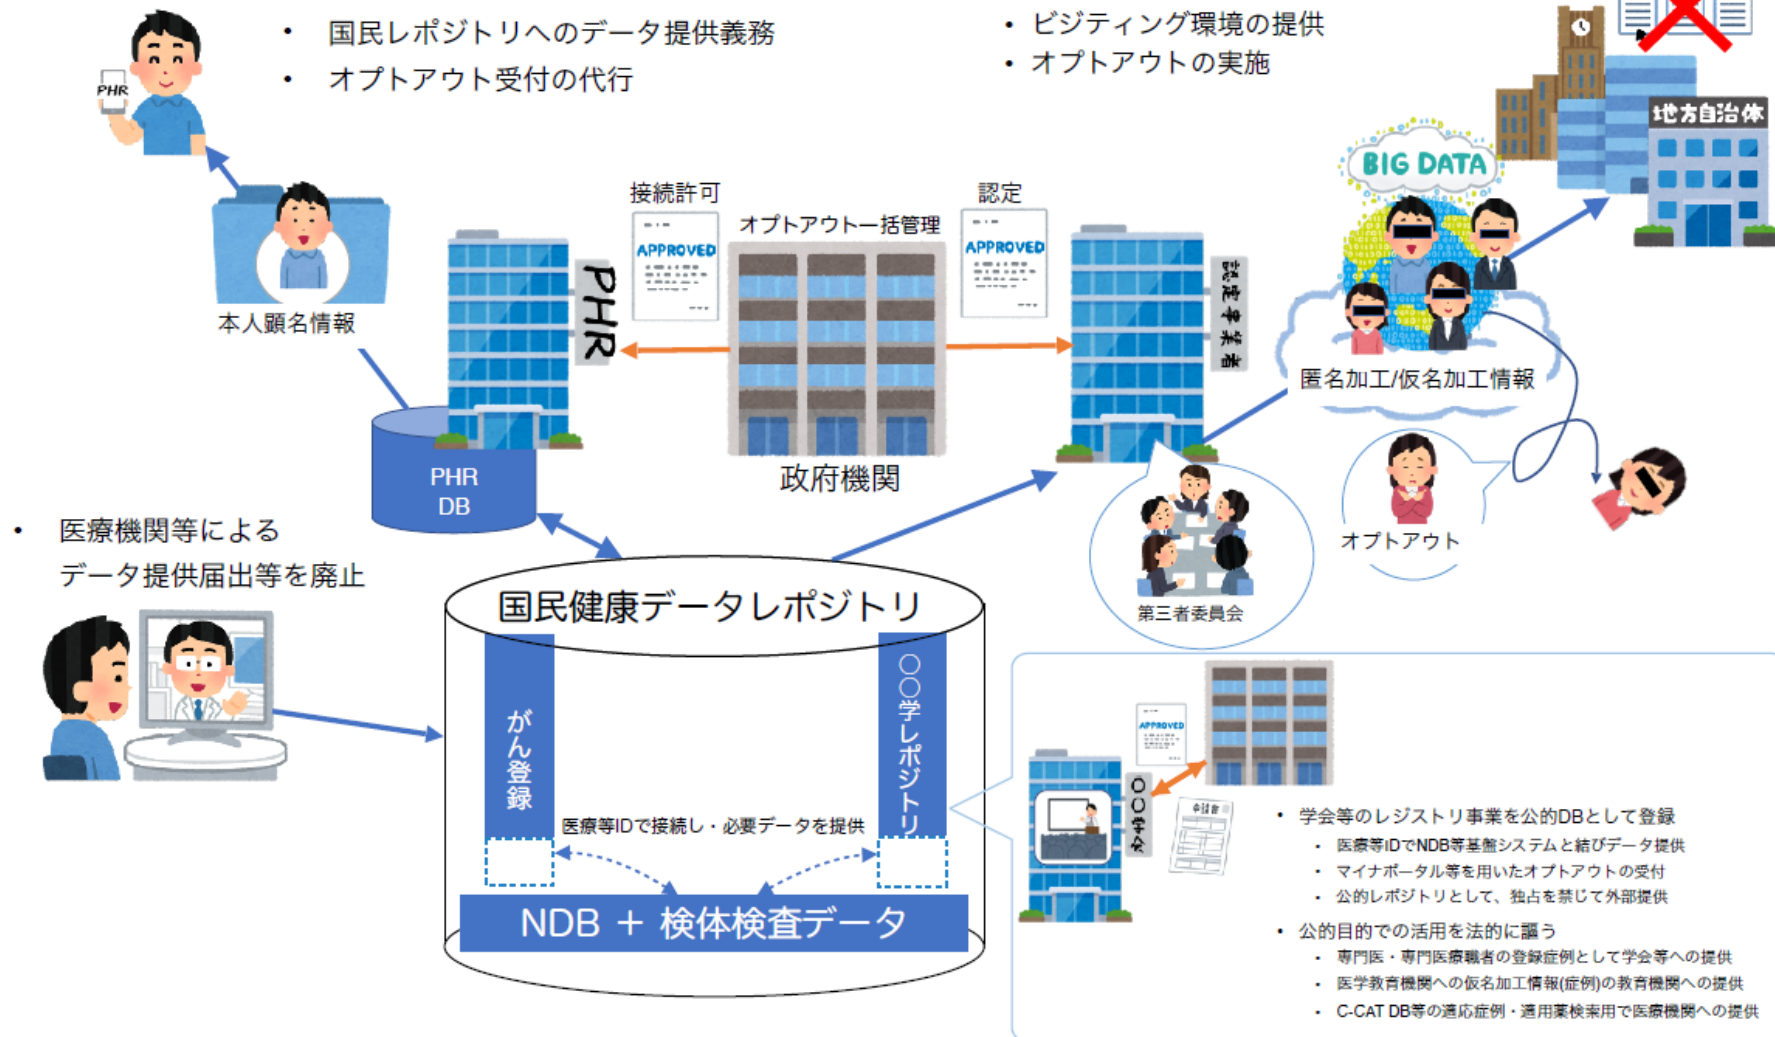 • 国民レポジトリへのデータ提供義務
• オプトアウト受付の代行
• ビジティング環境の提供
• オプトアウトの実施
PHR
地方自治体
BIG DATA
接続許可
認定
オプトアウト一括管理
APPROVED
APPROVED
PHR
認定事業者
本人顕名情報
匿名加工/仮名加工情報
政府機関
PHR
DB
オプトアウト
第三者委員会
• 医療機関等による
データ提供届出等を廃止
国民健康データレポジトリ
がん登録
〇〇学レポジトリ
医療等IDで接続し・必要データを提供
NDB ＋ 検体検査データ
APPROVED
〇〇学会
申請書
• 学会等のレジストリ事業を公的DBとして登録
• 医療等IDでNDB等基盤システムと結びデータ提供
• マイナポータル等を用いたオプトアウトの受付
• 公的レポジトリとして、独占を禁じて外部提供
• 公的目的での活用を法的に謳う
• 専門医・専門医療職者の登録症例として学会等への提供
• 医学教育機関への仮名加工情報(症例)の教育機関への提供
• C-CAT DB等の適応症例・適用薬検索用で医療機関への提供